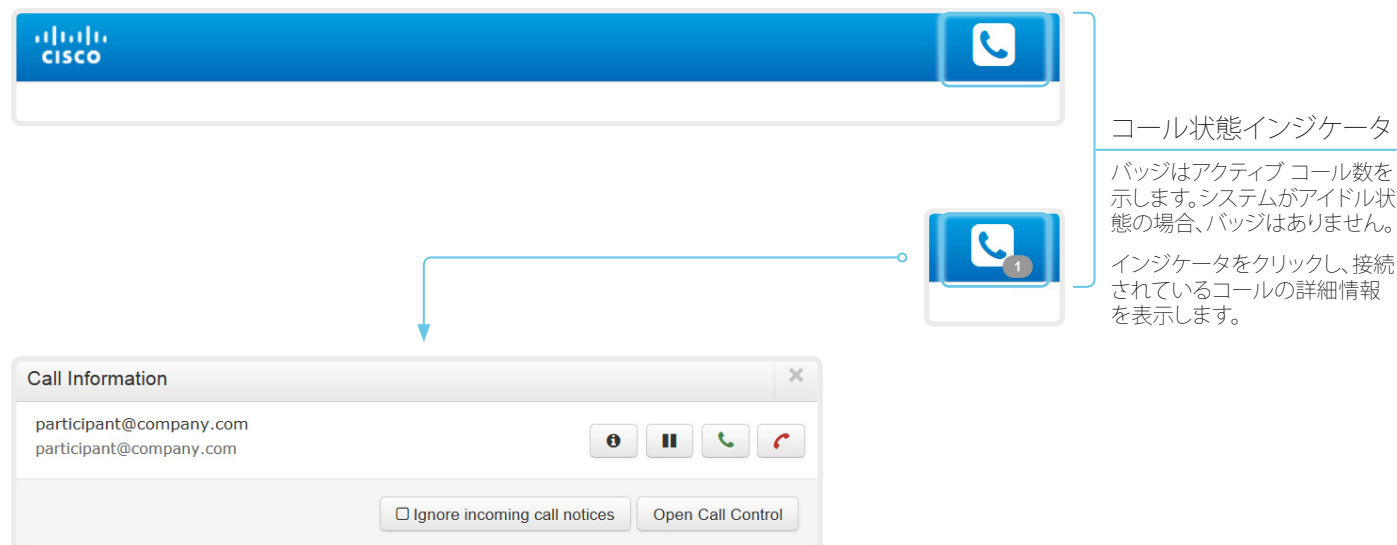 CISCO
コール状態インジケータ
バッジはアクティブ コール数を
示します。システムがアイドル状
態の場合、バッジはありません。
インジケータをクリックし、接続
されているコールの詳細情報
を表示します。
1
Call Information
participant@company.com
participant@company.com
Ignore incoming call notices
Open Call Control